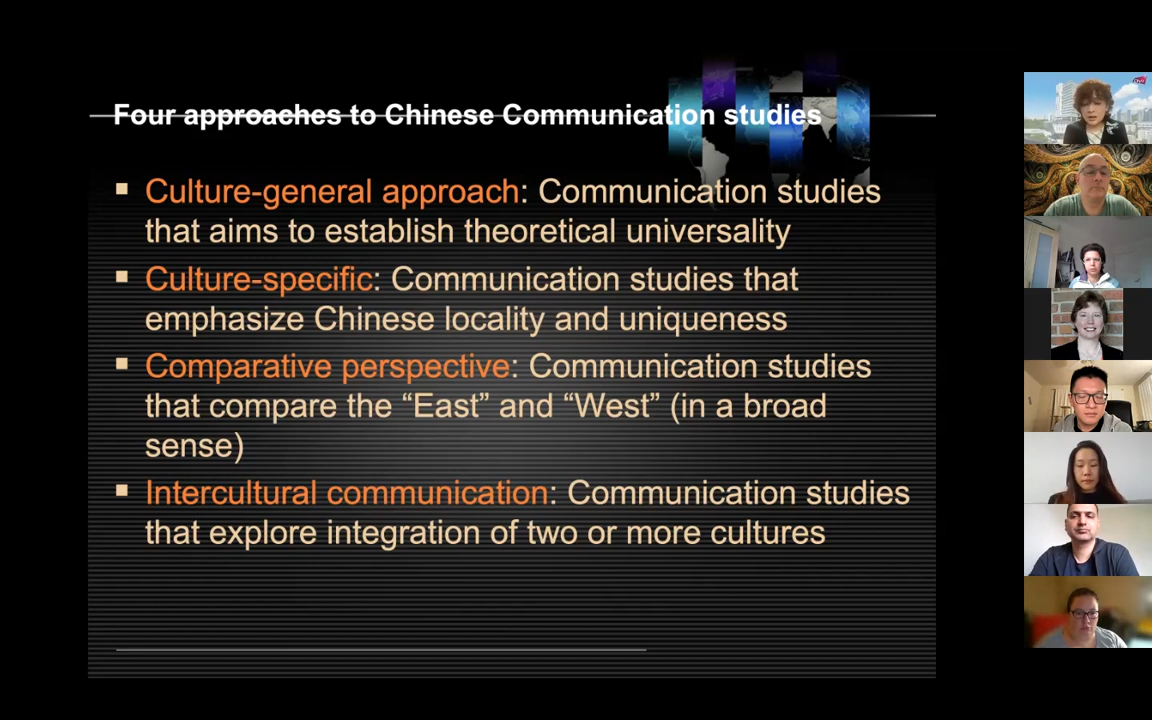 Four approaches to Chinese Communication studies
Culture-general approach: Communication studies
that aims to establish theoretical universality
Culture-specific: Communication studies that
emphasize Chinese locality and uniqueness
Comparative perspective: Communication studies
that compare the “East” and “West” (in a broad
sense)
Intercultural communication: Communication studies
that explore integration of two or more cultures